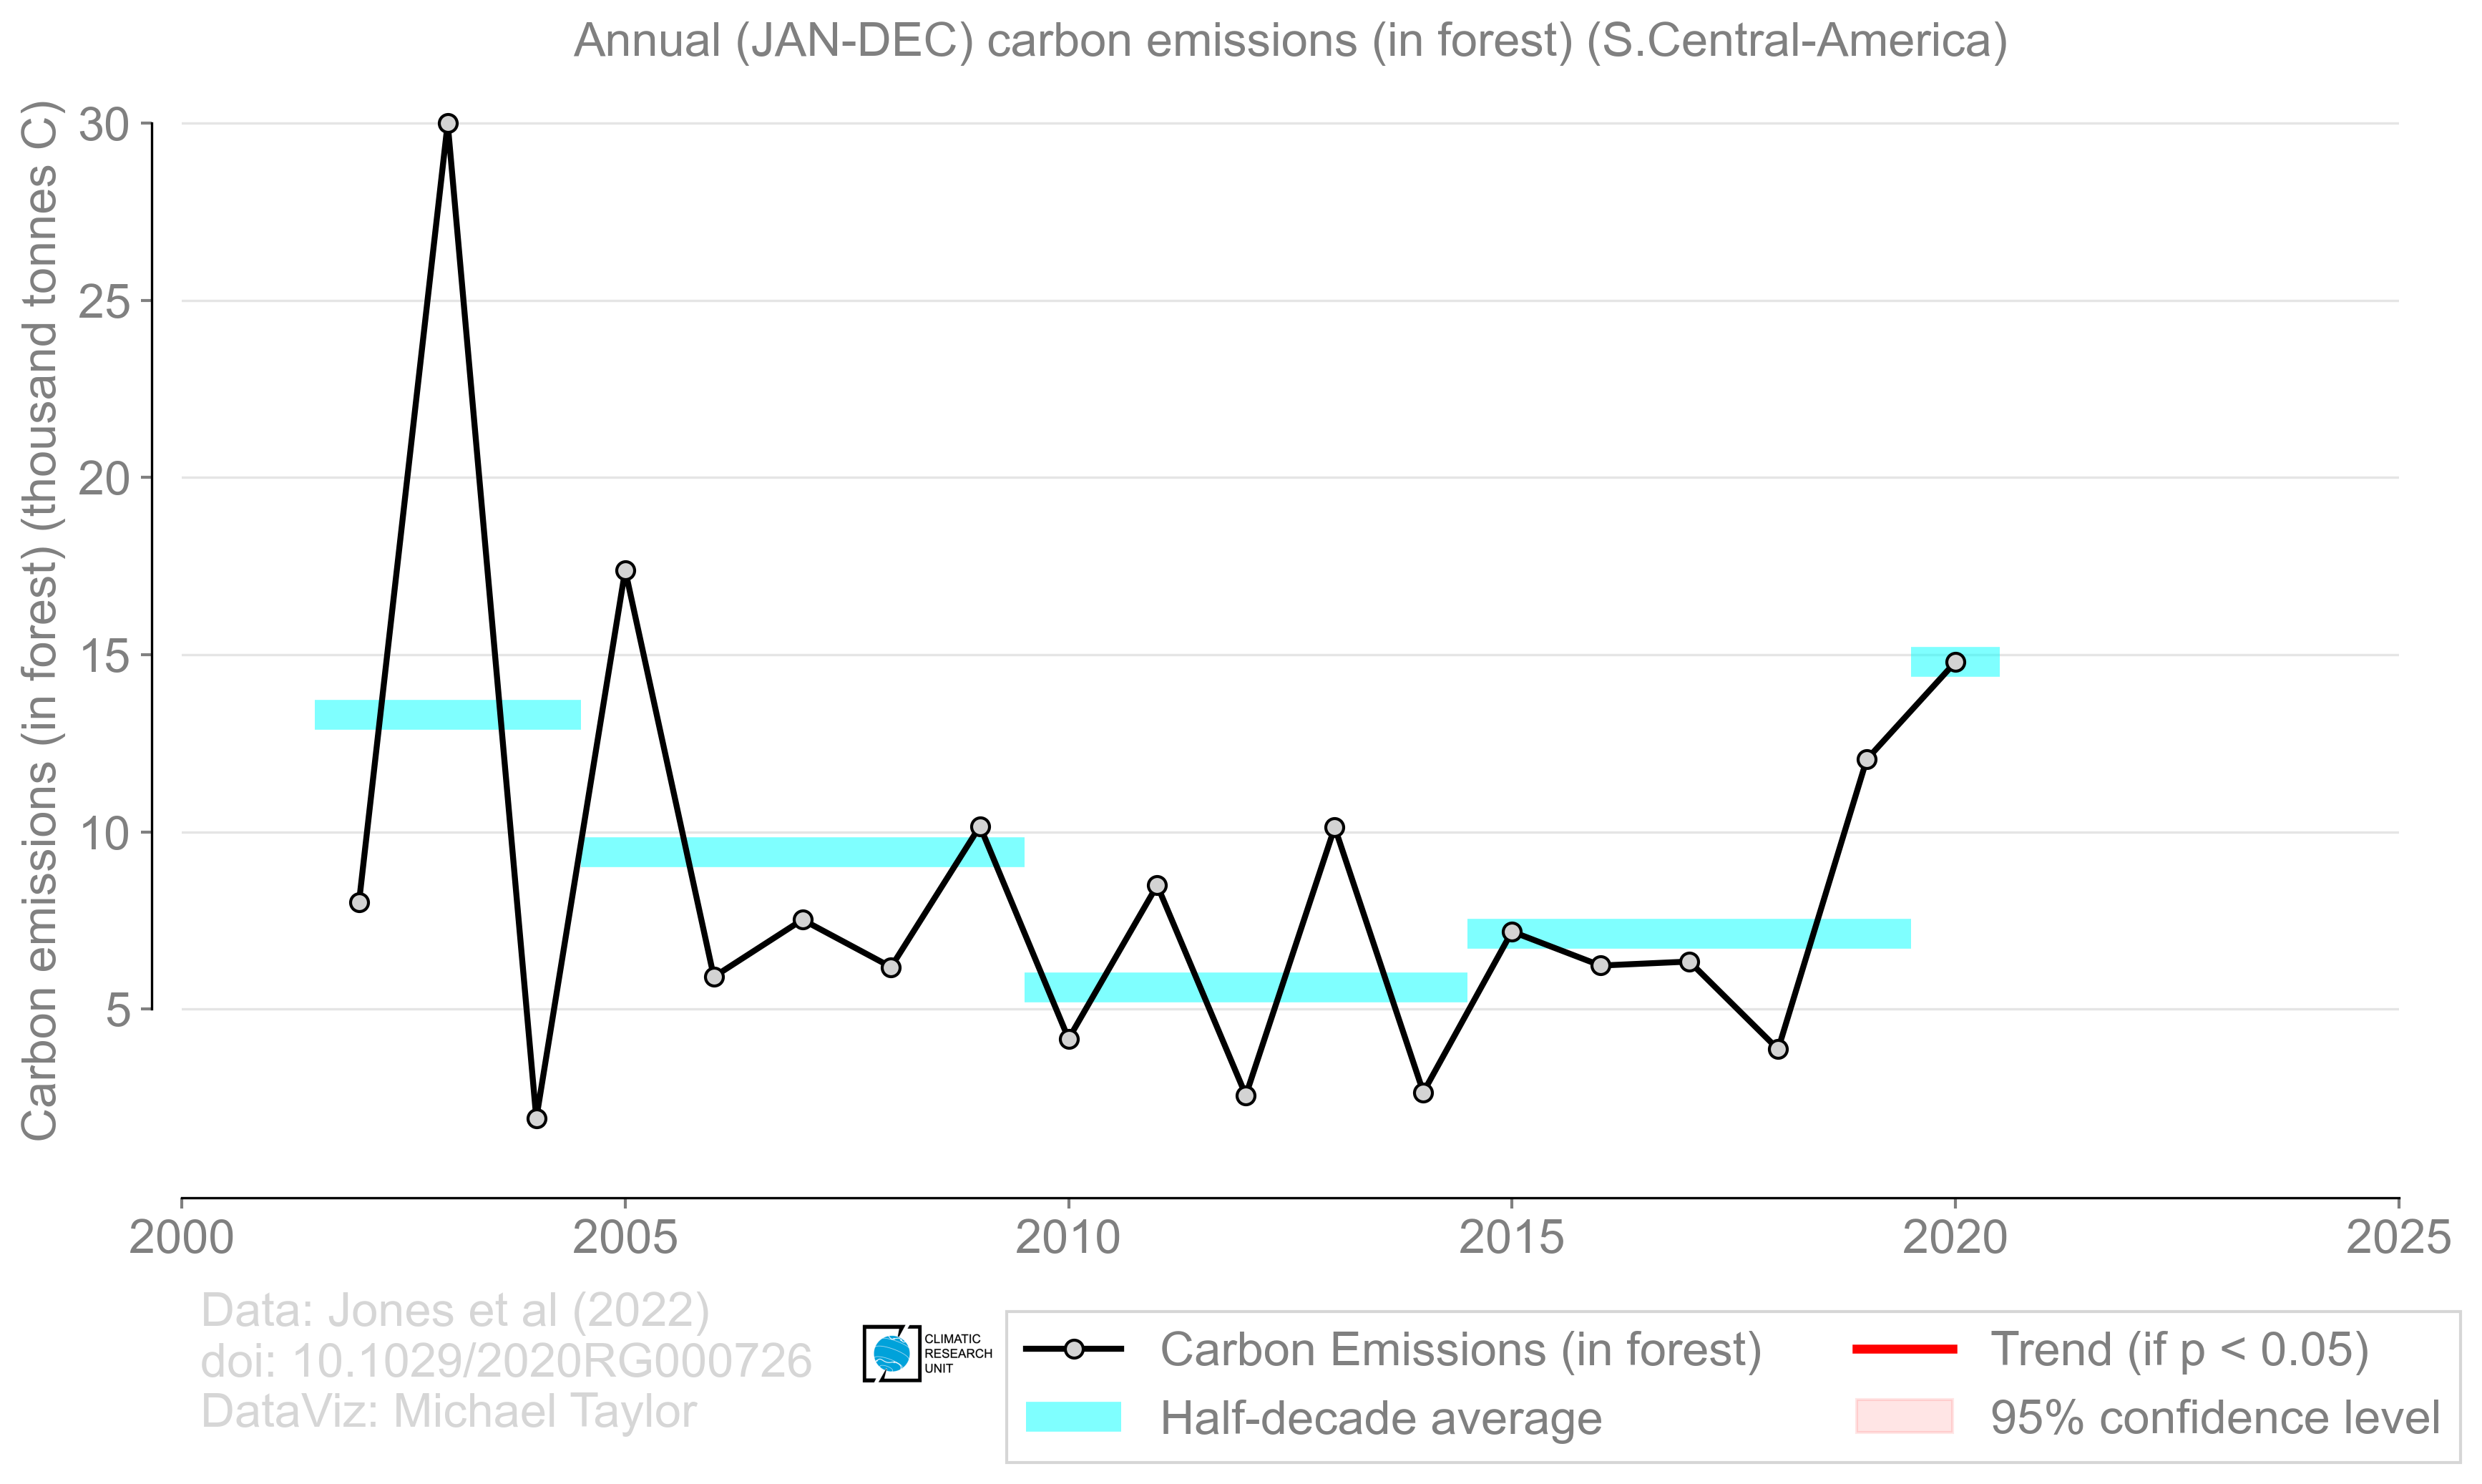 Annual (JAN-DEC) carbon emissions (in forest) (S.Central-America)
Carbon emissions (in forest) (thousand tonnes C)
30
25
20
15
10
5
2000 2005 2010 2015 2020 2025
Data: Jones et al (2022)
doi: 10.1029/2020RG000726
DataViz: Michael Taylor
CLIMATIC
RESEARCH
UNIT
Carbon Emissions (in forest)
Half-decade average
Trend (if p < 0.05)
95% confidence level